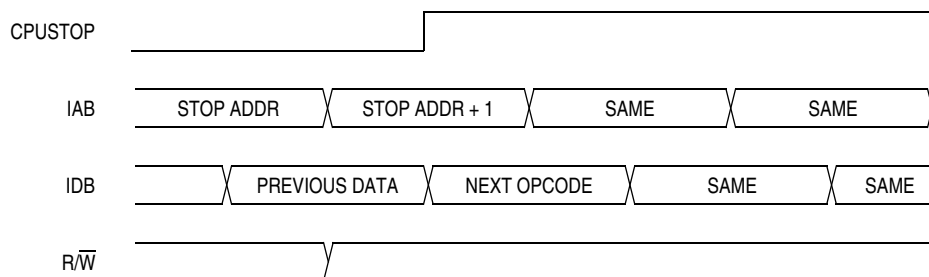 CPUSTOP
IAB STOP ADDR STOP ADDR + 1 SAME SAME
IDB PREVIOUS DATA NEXT OPCODE SAME SAME
R/W̅